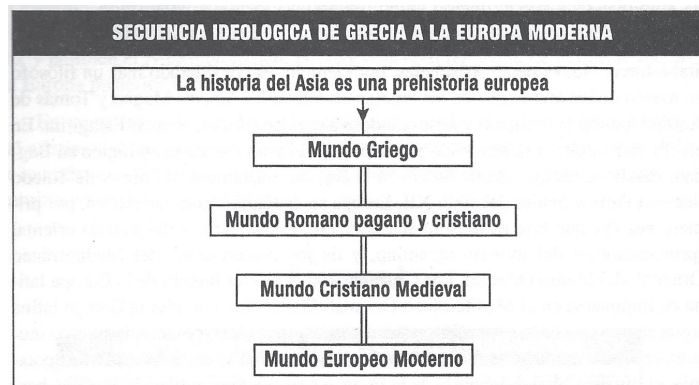 SECUENCIA IDEOLOGICA DE GRECIA A LA EUROPA MODERNA
La historia del Asia es una prehistoria europea
Mundo Griego
Mundo Romano pagano y cristiano
Mundo Cristiano Medieval
Mundo Europeo Moderno